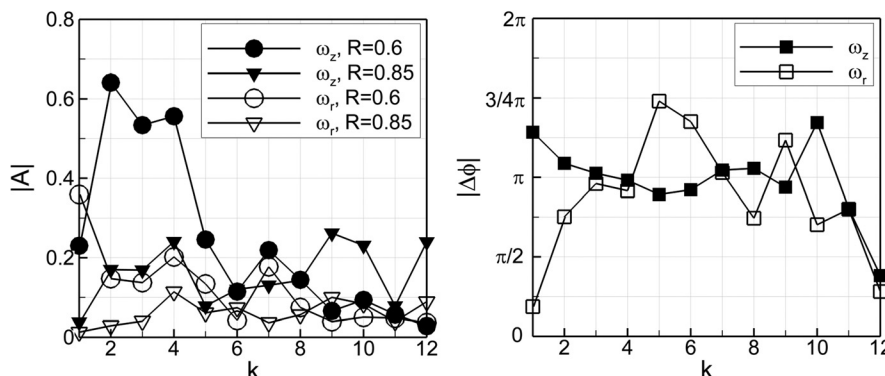 0.8
0.6
0.4
0.2
0
|A|
2 4 6 8 10 12
k
ω_z, R=0.6
ω_z, R=0.85
ω_r, R=0.6
ω_r, R=0.85
2π
3/4π
π
π/2
0
|Δϕ|
2 4 6 8 10 12
k
ω_z
ω_r